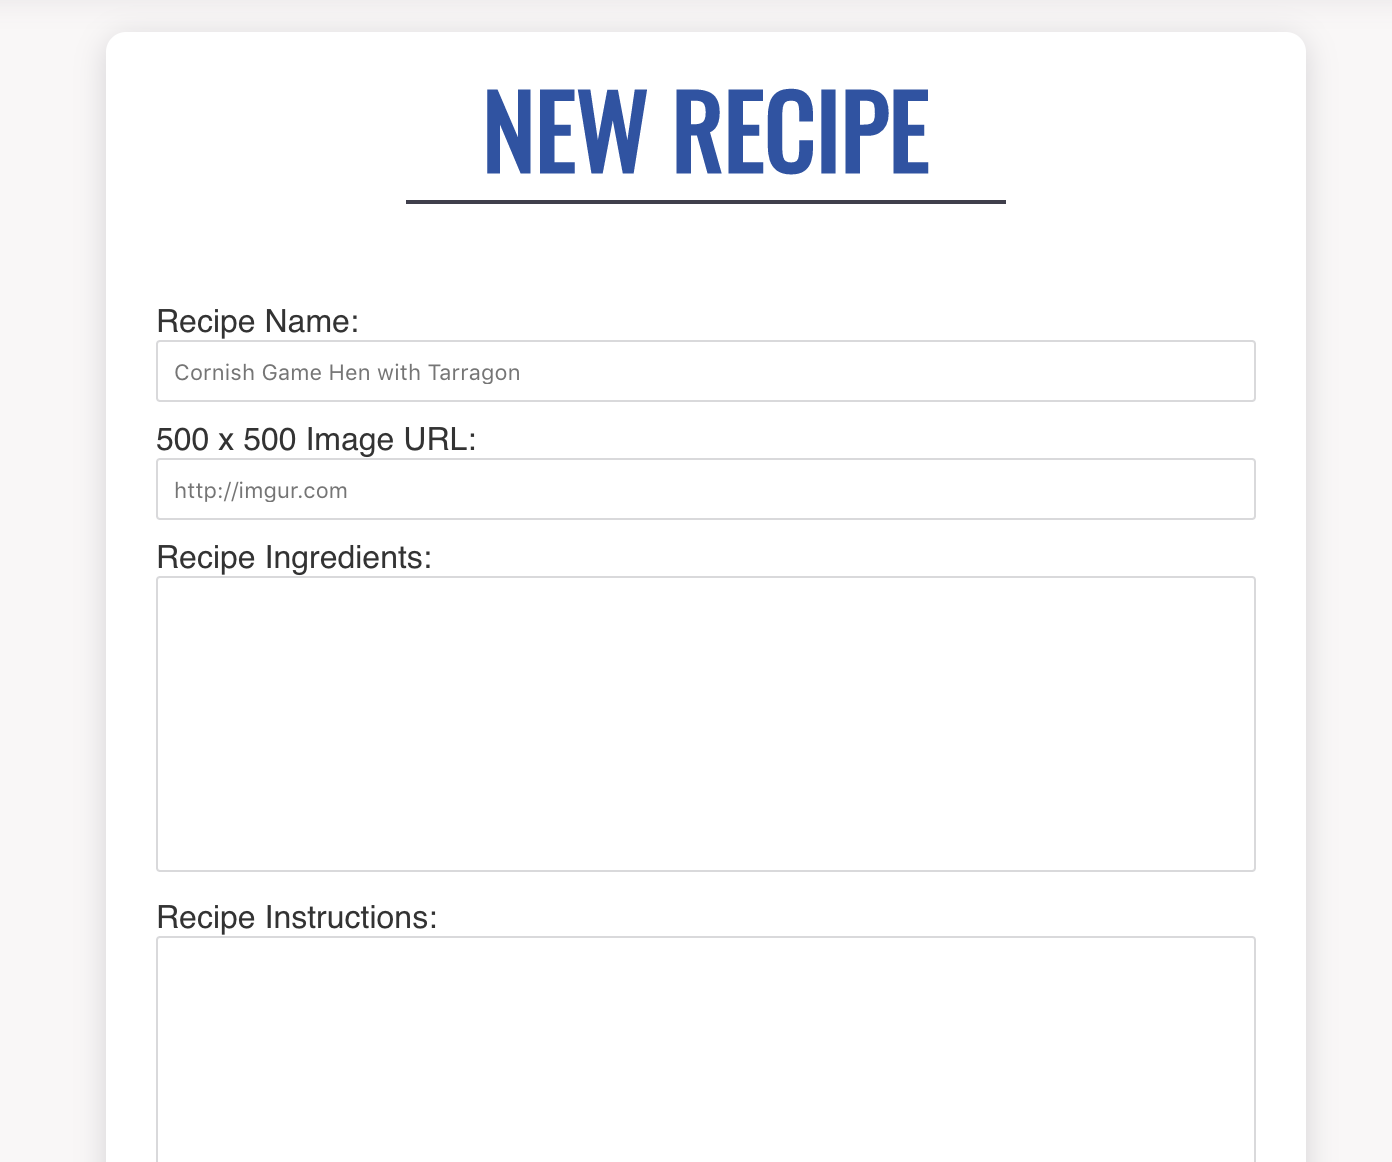 NEW RECIPE
Recipe Name:
Cornish Game Hen with Tarragon
500 x 500 Image URL:
http://imgur.com
Recipe Ingredients:
Recipe Instructions: